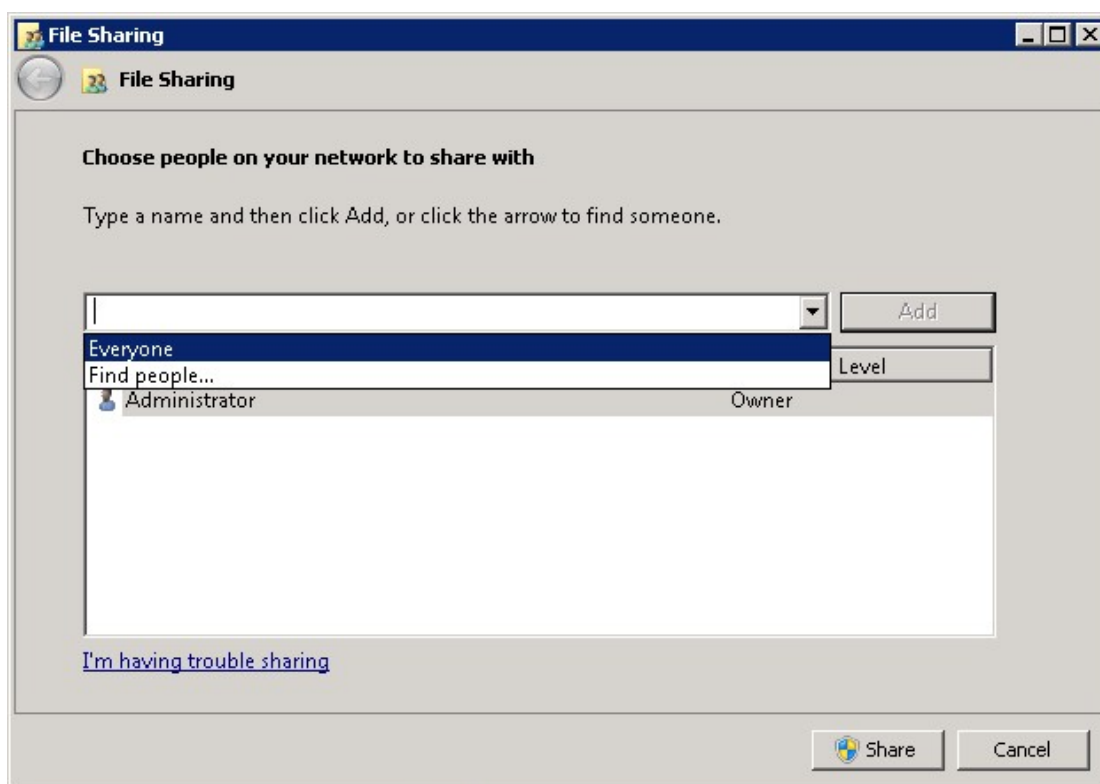 File Sharing
File Sharing
Choose people on your network to share with
Type a name and then click Add, or click the arrow to find someone.
Add
Everyone
Find people...
Level
Administrator Owner
I'm having trouble sharing
Share Cancel